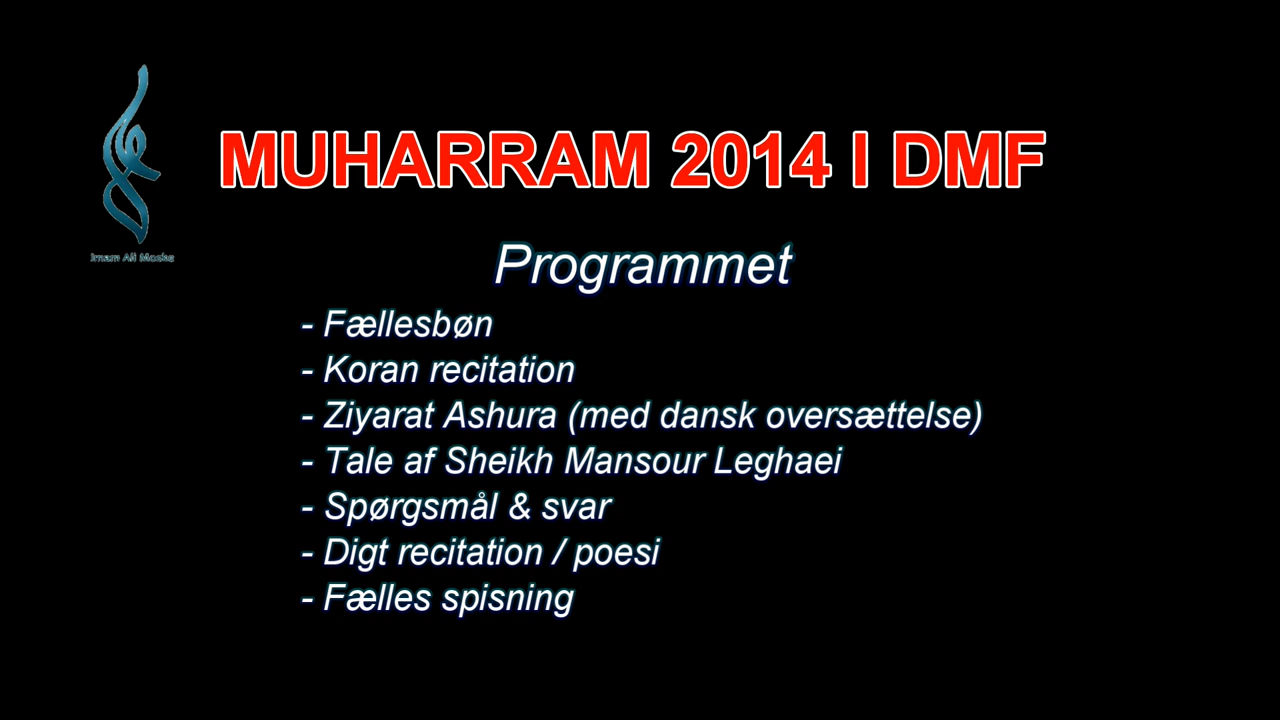 MUHARRAM 2014 I DMF
Imam Ali Moske
Programmet
- Fællesbøn
- Koran recitation
- Ziyarat Ashura (med dansk oversættelse)
- Tale af Sheikh Mansour Leghaei
- Spørgsmål & svar
- Digt recitation / poesi
- Fælles spisning